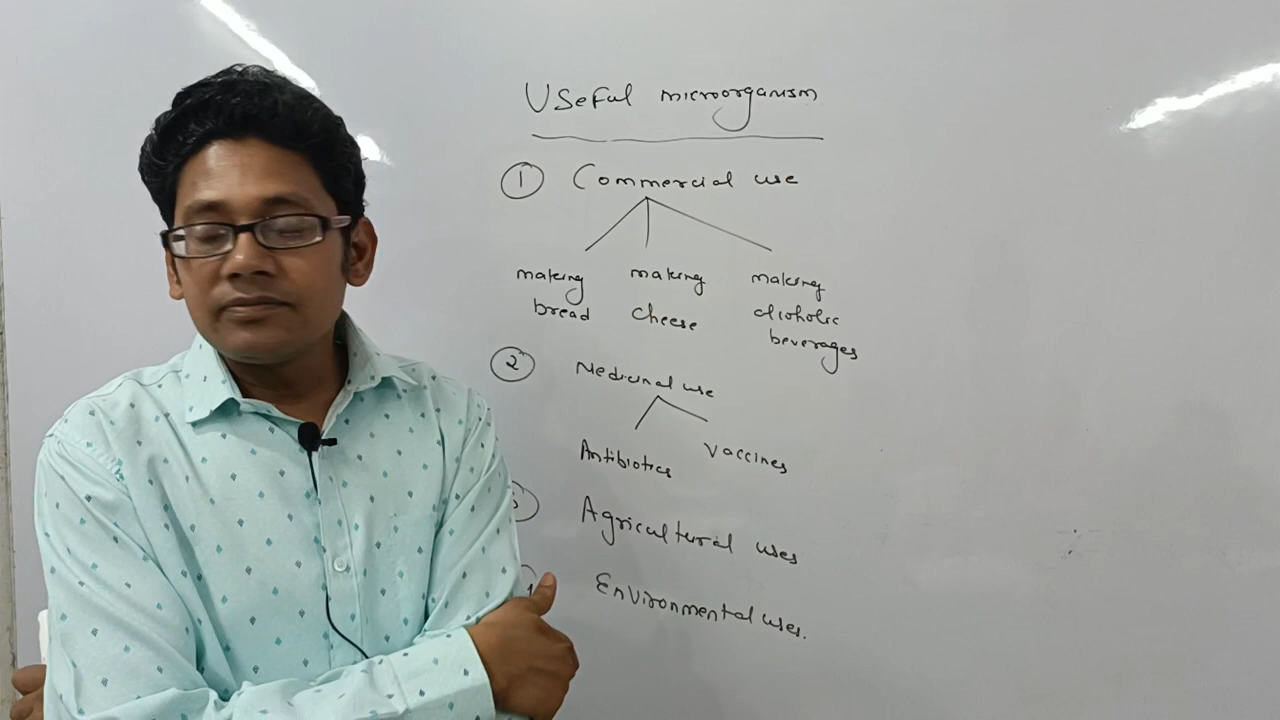 Useful microorganism
1 Commercial use
making making making
bread cheese alcoholic
beverages
2 Medicinal use
Antibiotics vaccines
Agricultural uses
Environmental uses.